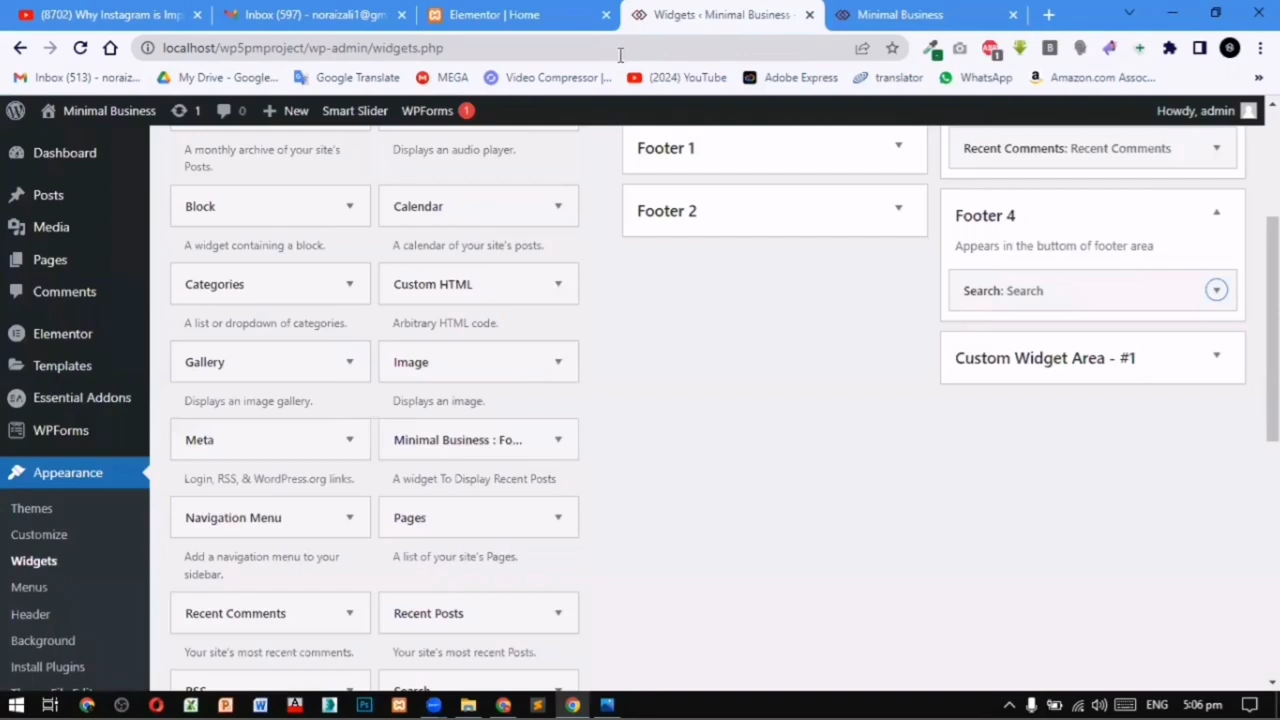 (8702) Why Instagram is Imp
Inbox (597) - noraizali1@gm
Elementor | Home
Widgets ‹ Minimal Business
Minimal Business
localhost/wp5pmproject/wp-admin/widgets.php
Inbox (513) - noraiz...
My Drive - Google...
Google Translate
MEGA
Video Compressor |...
(2024) YouTube
Adobe Express
translator
WhatsApp
Amazon.com Assoc...
Minimal Business
1
0
New
Smart Slider
WPForms 1
Howdy, admin
Dashboard
Posts
Media
Pages
Comments
Elementor
Templates
Essential Addons
WPForms
Appearance
Themes
Customize
Widgets
Menus
Header
Background
Install Plugins
A monthly archive of your site's
Posts.
Displays an audio player.
Block
Calendar
A widget containing a block.
A calendar of your site's posts.
Categories
Custom HTML
A list or dropdown of categories.
Arbitrary HTML code.
Gallery
Image
Displays an image gallery.
Displays an image.
Meta
Minimal Business : Fo...
Login, RSS, & WordPress.org links.
A widget To Display Recent Posts
Navigation Menu
Pages
Add a navigation menu to your
sidebar.
A list of your site's Pages.
Recent Comments
Recent Posts
Your site's most recent comments.
Your site's most recent Posts.
RSS
Search
Footer 1
Footer 2
Recent Comments: Recent Comments
Footer 4
Appears in the buttom of footer area
Search: Search
Custom Widget Area - #1
ENG
5:06 pm